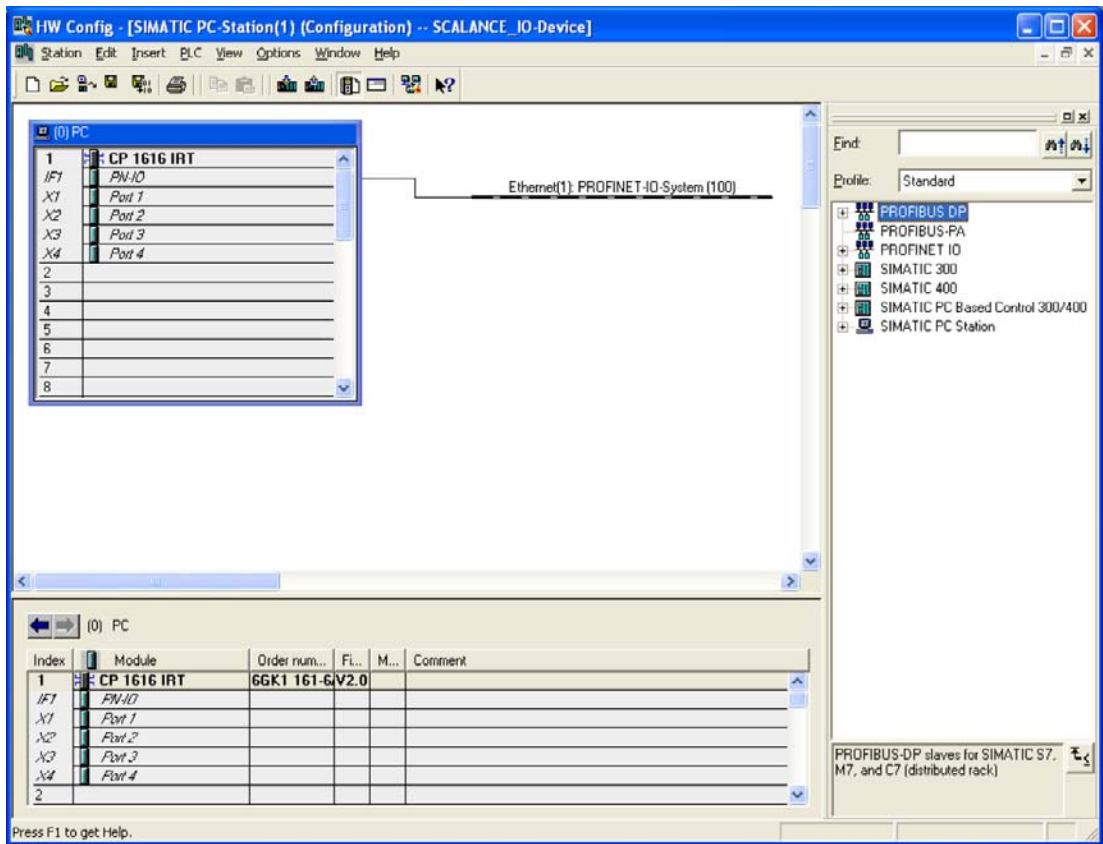 HW Config - [SIMATIC PC-Station(1) (Configuration) -- SCALANCE_IO-Device]
Station Edit Insert PLC View Options Window Help
(0) PC
1 CP 1616 IRT
IF1 PN-IO
X1 Port 1
X2 Port 2
X3 Port 3
X4 Port 4
2
3
4
5
6
7
8
Ethernet(1): PROFINET-IO-System (100)
Find:
Profile: Standard
PROFIBUS DP
PROFIBUS-PA
PROFINET IO
SIMATIC 300
SIMATIC 400
SIMATIC PC Based Control 300/400
SIMATIC PC Station
(0) PC
Index Module Order num... Fi... M... Comment
1 CP 1616 IRT 6GK1 161-6A V2.0
IF1 PN-IO
X1 Port 1
X2 Port 2
X3 Port 3
X4 Port 4
2
PROFIBUS-DP slaves for SIMATIC S7,
M7, and C7 (distributed rack)
Press F1 to get Help.